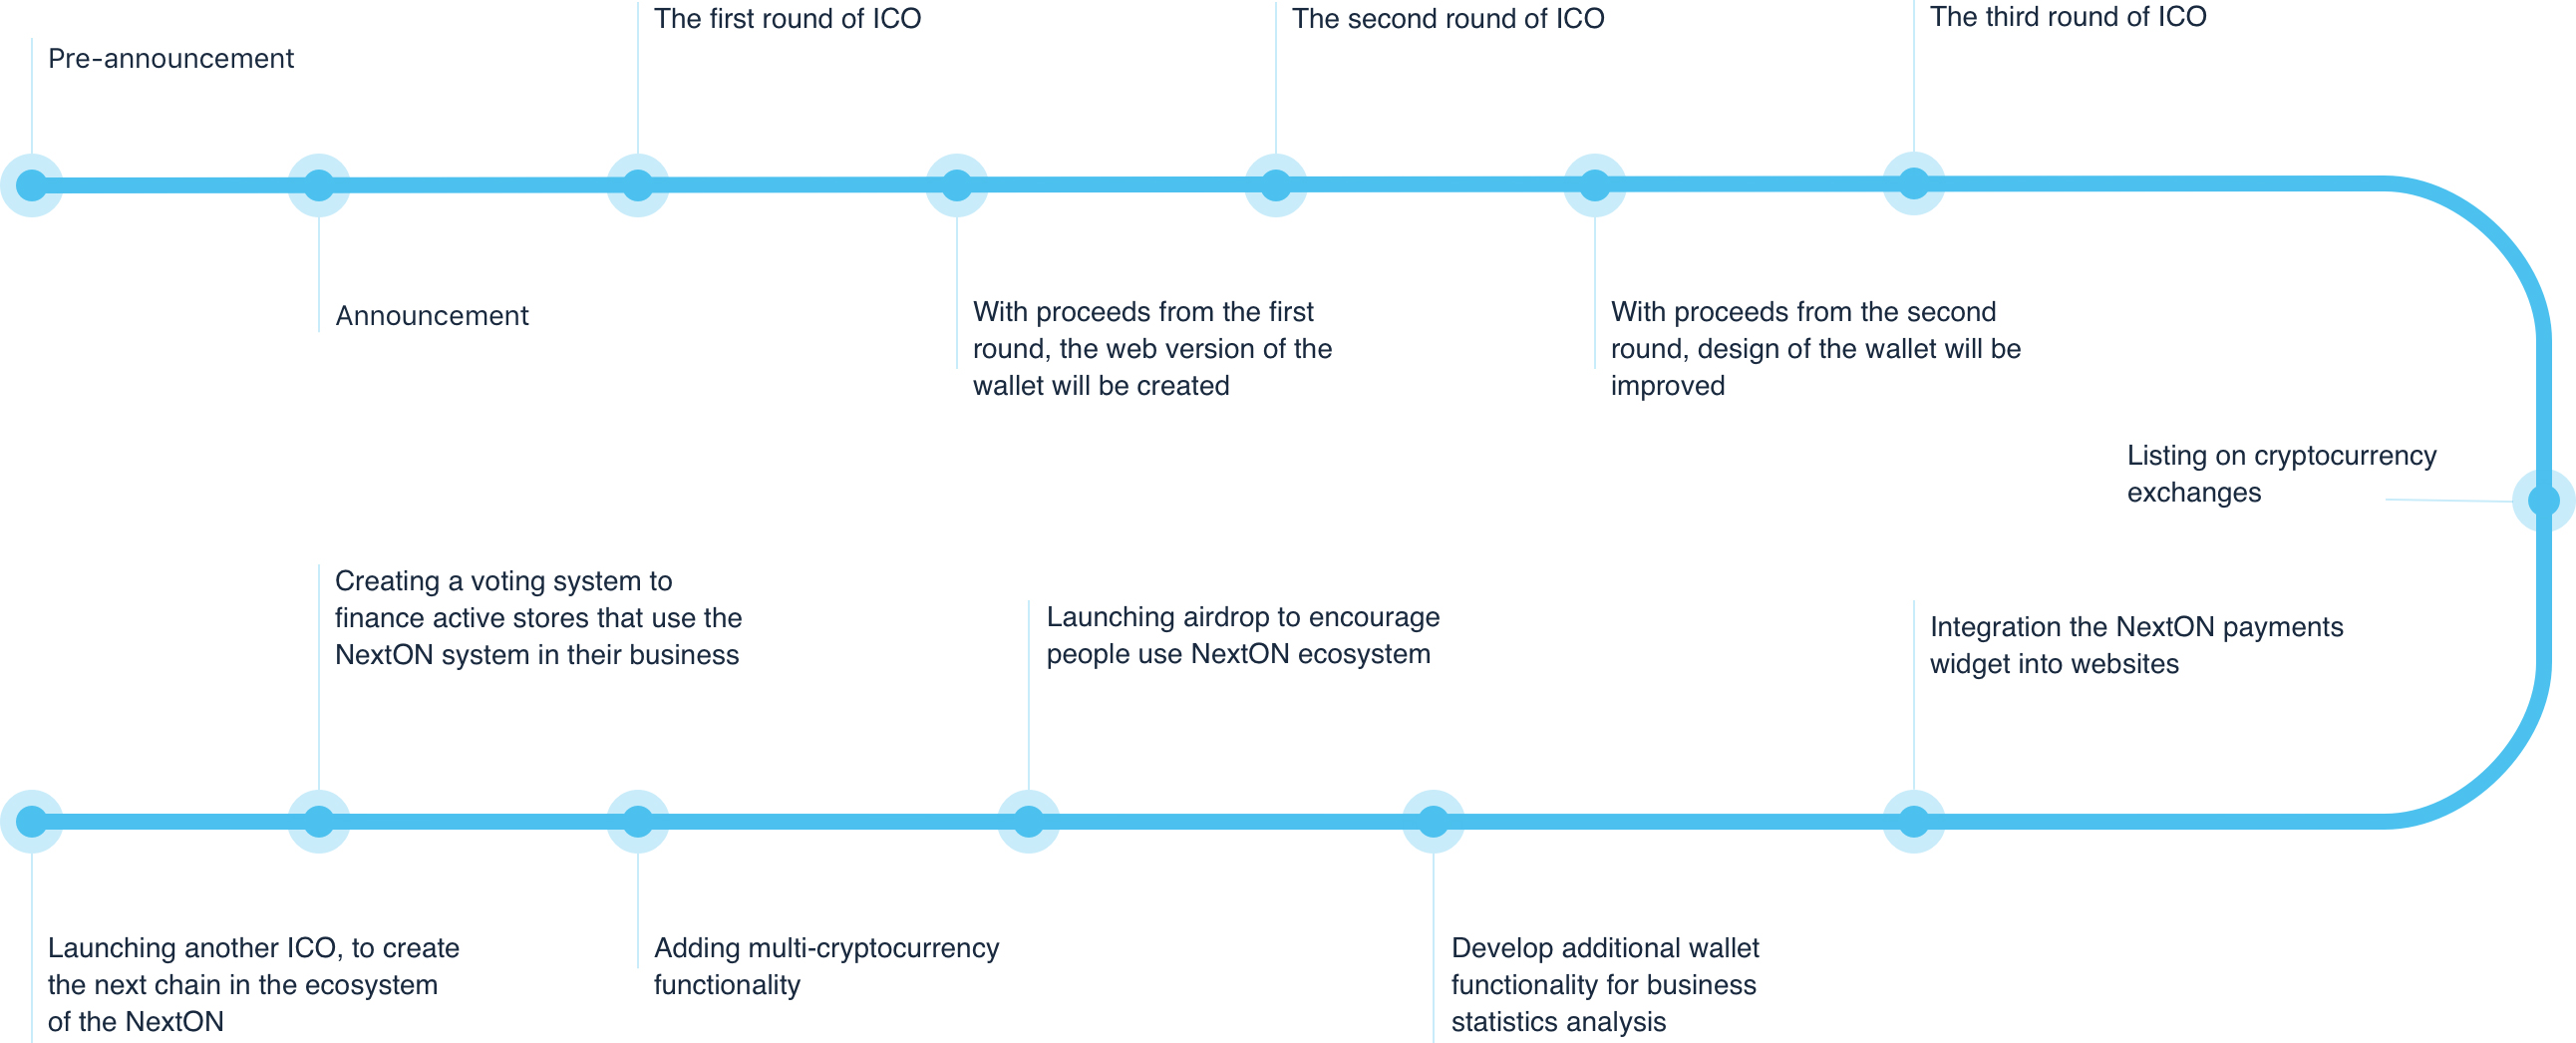 Pre-announcement
Announcement
The first round of ICO
With proceeds from the first
round, the web version of the
wallet will be created
The second round of ICO
With proceeds from the second
round, design of the wallet will be
improved
The third round of ICO
Listing on cryptocurrency
exchanges
Integration the NextON payments
widget into websites
Develop additional wallet
functionality for business
statistics analysis
Launching airdrop to encourage
people use NextON ecosystem
Adding multi-cryptocurrency
functionality
Creating a voting system to
finance active stores that use the
NextON system in their business
Launching another ICO, to create
the next chain in the ecosystem
of the NextON